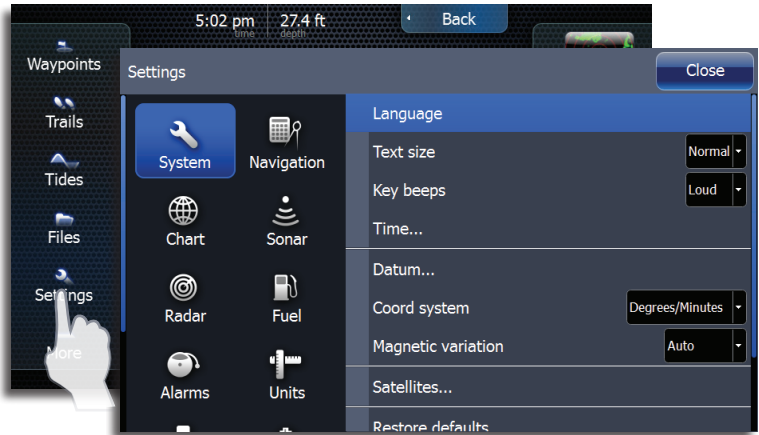 5:02 pm
time
27.4 ft
depth
Back
Waypoints
Trails
Tides
Files
Settings
More
Settings
Close
System
Navigation
Chart
Sonar
Radar
Fuel
Alarms
Units
Language
Text size
Normal
Key beeps
Loud
Time...
Datum...
Coord system
Degrees/Minutes
Magnetic variation
Auto
Satellites...
Restore defaults